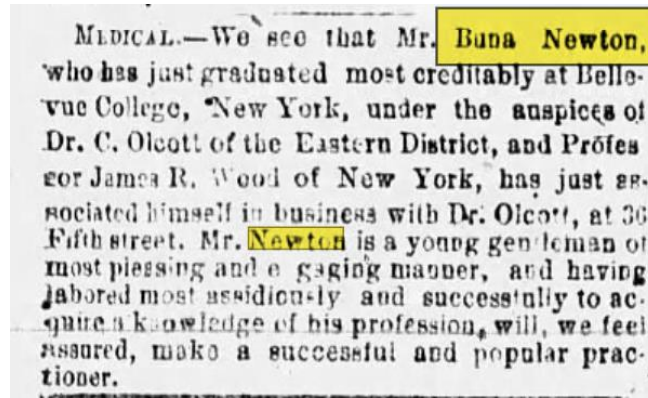 MEDICAL.—We see that Mr. Buna Newton,
who has just graduated most creditably at Belle-
vue College, New York, under the auspices of
Dr. C. Olcott of the Eastern District, and Profes
sor James R. Wood of New York, has just as-
sociated himself in business with Dr. Olcott, at 36
Fifth street. Mr. Newton is a young gentleman of
most pleasing and e gaging manner, and having
labored most assidiously and successfully to ac-
quire a knowledge of his profession, will, we feel
assured, make a successful and popular prac-
tioner.